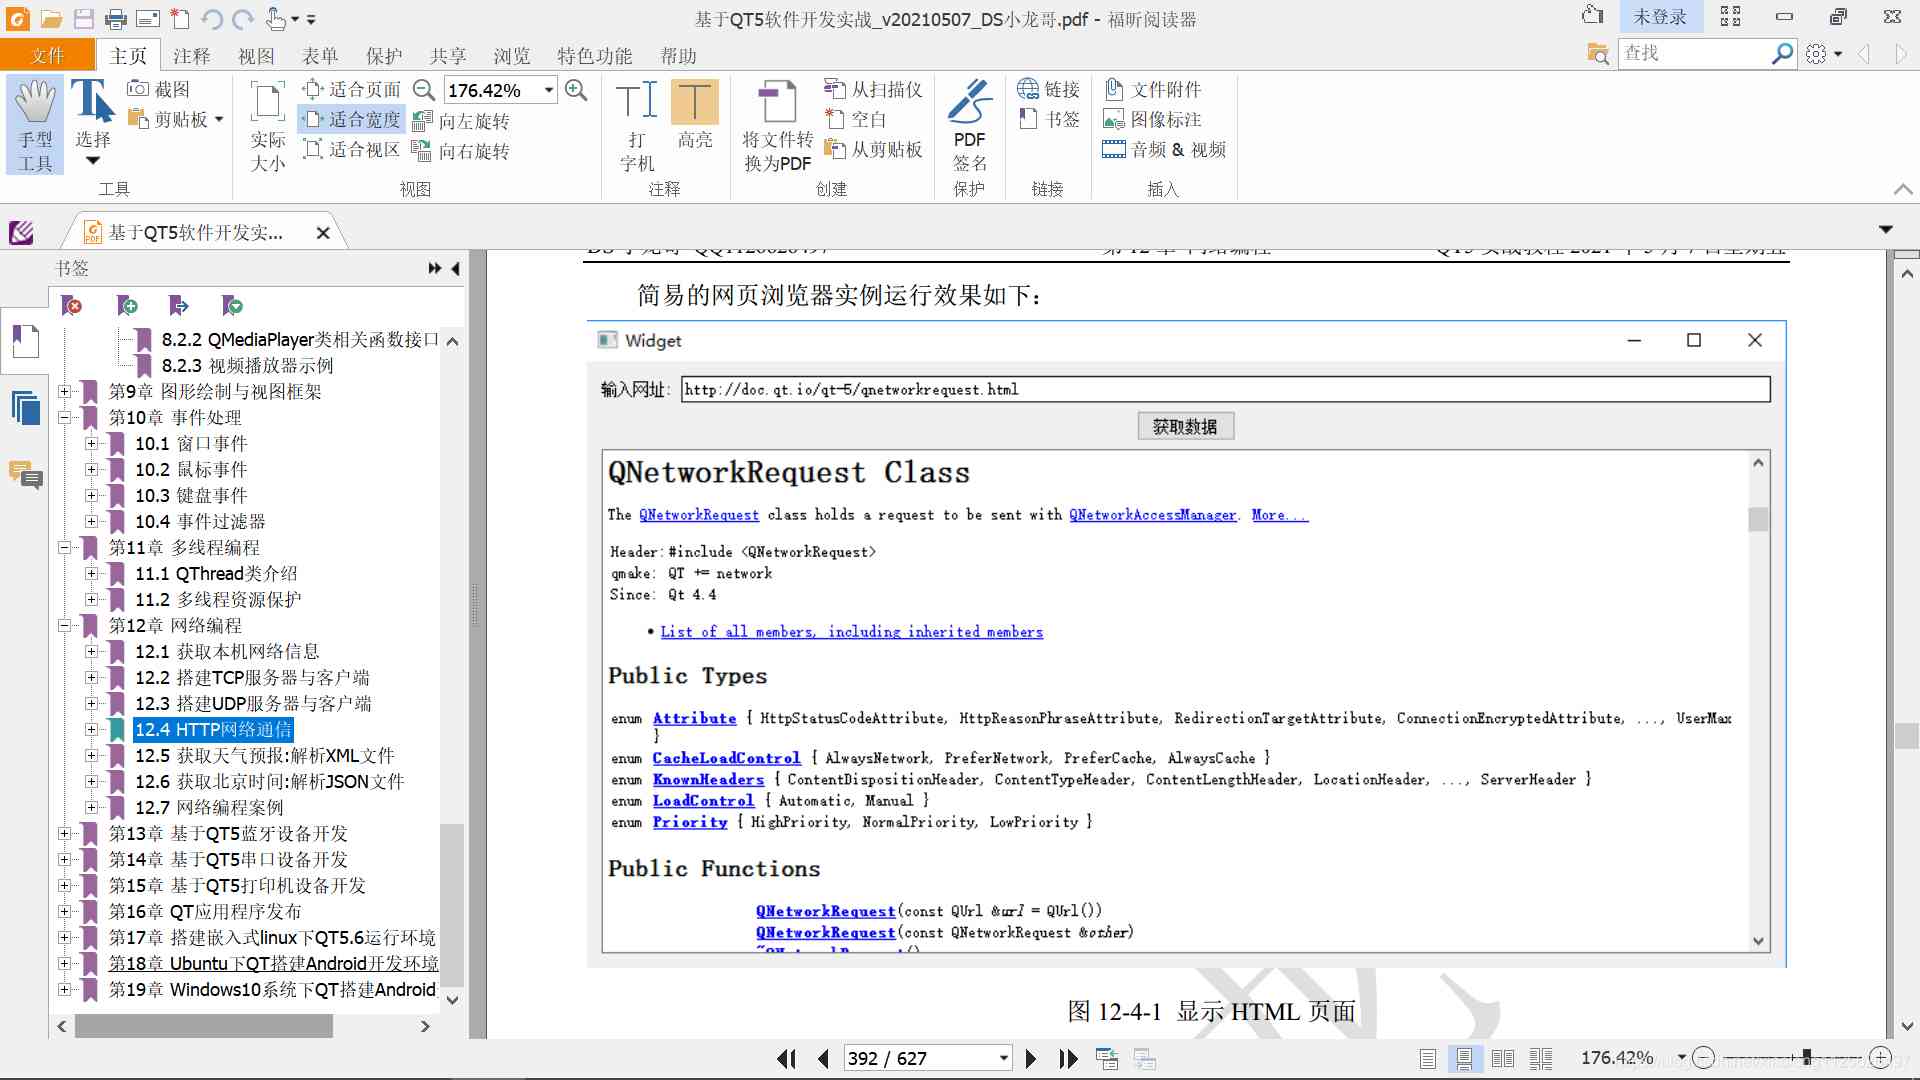 基于QT5软件开发实战_v20210507_DS小龙哥.pdf - 福昕阅读器
未登录
文件 主页 注释 视图 表单 保护 共享 浏览 特色功能 帮助
查找
手型工具
选择
截图
剪贴板
工具
实际大小
适合页面
适合宽度
适合视区
176.42%
向左旋转
向右旋转
视图
打字机
高亮
注释
将文件转换为PDF
从扫描仪
空白
从剪贴板
创建
PDF签名
保护
链接
书签
链接
文件附件
图像标注
音频 & 视频
插入
基于QT5软件开发实...
书签
8.2.2 QMediaPlayer类相关函数接口
8.2.3 视频播放器示例
第9章 图形绘制与视图框架
第10章 事件处理
10.1 窗口事件
10.2 鼠标事件
10.3 键盘事件
10.4 事件过滤器
第11章 多线程编程
11.1 QThread类介绍
11.2 多线程资源保护
第12章 网络编程
12.1 获取本机网络信息
12.2 搭建TCP服务器与客户端
12.3 搭建UDP服务器与客户端
12.4 HTTP网络通信
12.5 获取天气预报:解析XML文件
12.6 获取北京时间:解析JSON文件
12.7 网络编程案例
第13章 基于QT5蓝牙设备开发
第14章 基于QT5串口设备开发
第15章 基于QT5打印机设备开发
第16章 QT应用程序发布
第17章 搭建嵌入式linux下QT5.6运行环境
第18章 Ubuntu下QT搭建Android开发环境
第19章 Windows10系统下QT搭建Android
简易的网页浏览器实例运行效果如下：
Widget
输入网址: http://doc.qt.io/qt-5/qnetworkrequest.html
获取数据
QNetworkRequest Class
The QNetworkRequest class holds a request to be sent with QNetworkAccessManager. More...
Header: #include <QNetworkRequest>
qmake: QT += network
Since: Qt 4.4
• List of all members, including inherited members
Public Types
enum Attribute { HttpStatusCodeAttribute, HttpReasonPhraseAttribute, RedirectionTargetAttribute, ConnectionEncryptedAttribute, ..., UserMax
}
enum CacheLoadControl { AlwaysNetwork, PreferNetwork, PreferCache, AlwaysCache }
enum KnownHeaders { ContentDispositionHeader, ContentTypeHeader, ContentLengthHeader, LocationHeader, ..., ServerHeader }
enum LoadControl { Automatic, Manual }
enum Priority { HighPriority, NormalPriority, LowPriority }
Public Functions
QNetworkRequest(const QUrl &url = QUrl())
QNetworkRequest(const QNetworkRequest &other)
图 12-4-1 显示 HTML 页面
392 / 627
176.42%